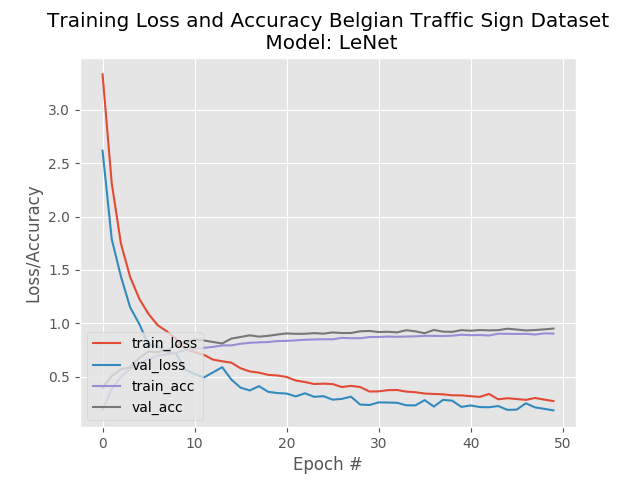 Training Loss and Accuracy Belgian Traffic Sign Dataset
Model: LeNet
Loss/Accuracy
3.0
2.5
2.0
1.5
1.0
0.5
train_loss
val_loss
train_acc
val_acc
0
10
20
30
40
50
Epoch #